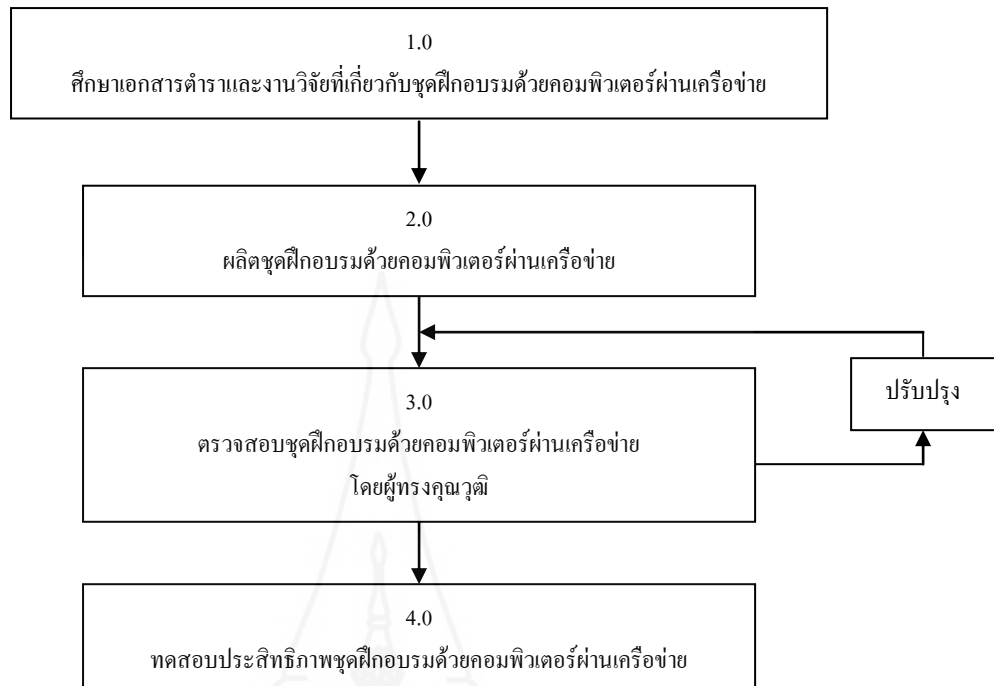 1.0
ศึกษาเอกสารตำราและงานวิจัยที่เกี่ยวกับชุดฝึกอบรมด้วยคอมพิวเตอร์ผ่านเครือข่าย
2.0
ผลิตชุดฝึกอบรมด้วยคอมพิวเตอร์ผ่านเครือข่าย
3.0
ตรวจสอบชุดฝึกอบรมด้วยคอมพิวเตอร์ผ่านเครือข่าย
โดยผู้ทรงคุณวุฒิ
ปรับปรุง
4.0
ทดสอบประสิทธิภาพชุดฝึกอบรมด้วยคอมพิวเตอร์ผ่านเครือข่าย